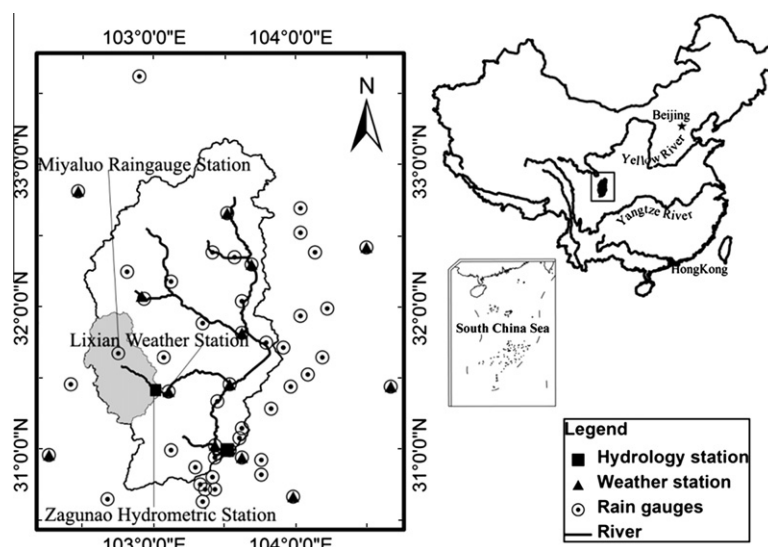 103°0'0"E
104°0'0"E
N
Miyaluo Raingauge Station
Lixian Weather Station
Zagunao Hydrometric Station
33°0'0"N
32°0'0"N
31°0'0"N
33°0'0"N
32°0'0"N
31°0'0"N
103°0'0"E
104°0'0"E
Beijing
Yellow River
Yangtze River
HongKong
South China Sea
Legend
Hydrology station
Weather station
Rain gauges
River